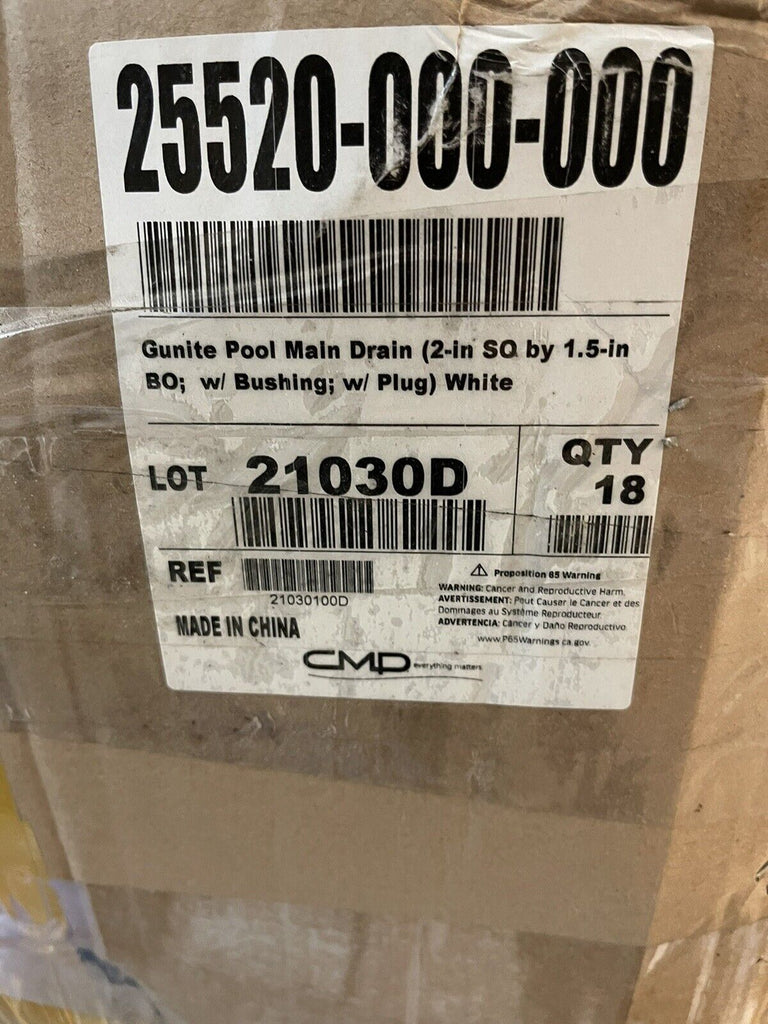 25520-000-000
Gunite Pool Main Drain (2-in SQ by 1.5-in
BO; w/ Bushing; w/ Plug) White
LOT 21030D
QTY
18
REF
21030100D
MADE IN CHINA
⚠ Proposition 65 Warning
WARNING: Cancer and Reproductive Harm.
AVERTISSEMENT: Peut Causer le Cancer et des
Dommages au Système Reproducteur.
ADVERTENCIA: Cáncer y Daño Reproductivo.
www.P65Warnings.ca.gov.
CMP everything matters.